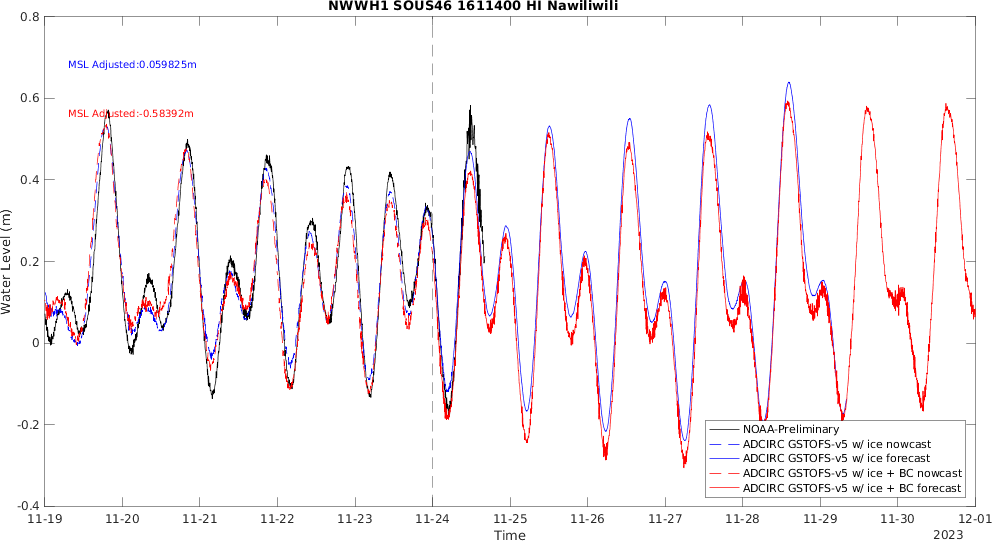 NWWH1 SOUS46 1611400 HI Nawiliwili
0.8
MSL Adjusted:0.059825m
0.6
MSL Adjusted:-0.58392m
0.4
Water Level (m)
0.2
0
-0.2
NOAA-Preliminary
ADCIRC GSTOFS-v5 w/ ice nowcast
ADCIRC GSTOFS-v5 w/ ice forecast
ADCIRC GSTOFS-v5 w/ ice + BC nowcast
ADCIRC GSTOFS-v5 w/ ice + BC forecast
-0.4
11-19 11-20 11-21 11-22 11-23 11-24 11-25 11-26 11-27 11-28 11-29 11-30 12-01
Time
2023